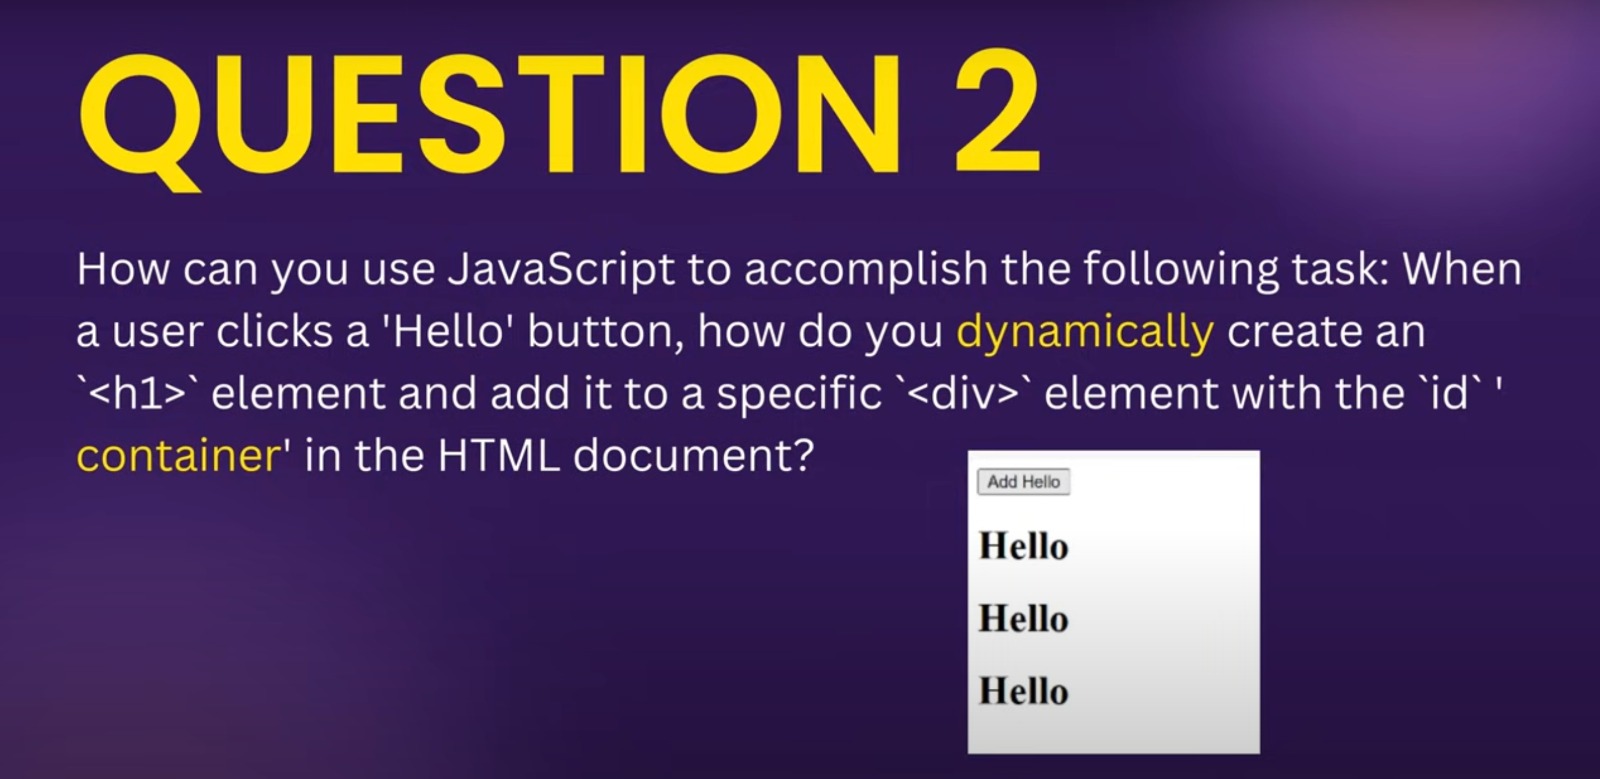 QUESTION 2
How can you use JavaScript to accomplish the following task: When
a user clicks a 'Hello' button, how do you dynamically create an
`<h1>` element and add it to a specific `<div>` element with the `id` '
container' in the HTML document?
Add Hello
Hello
Hello
Hello